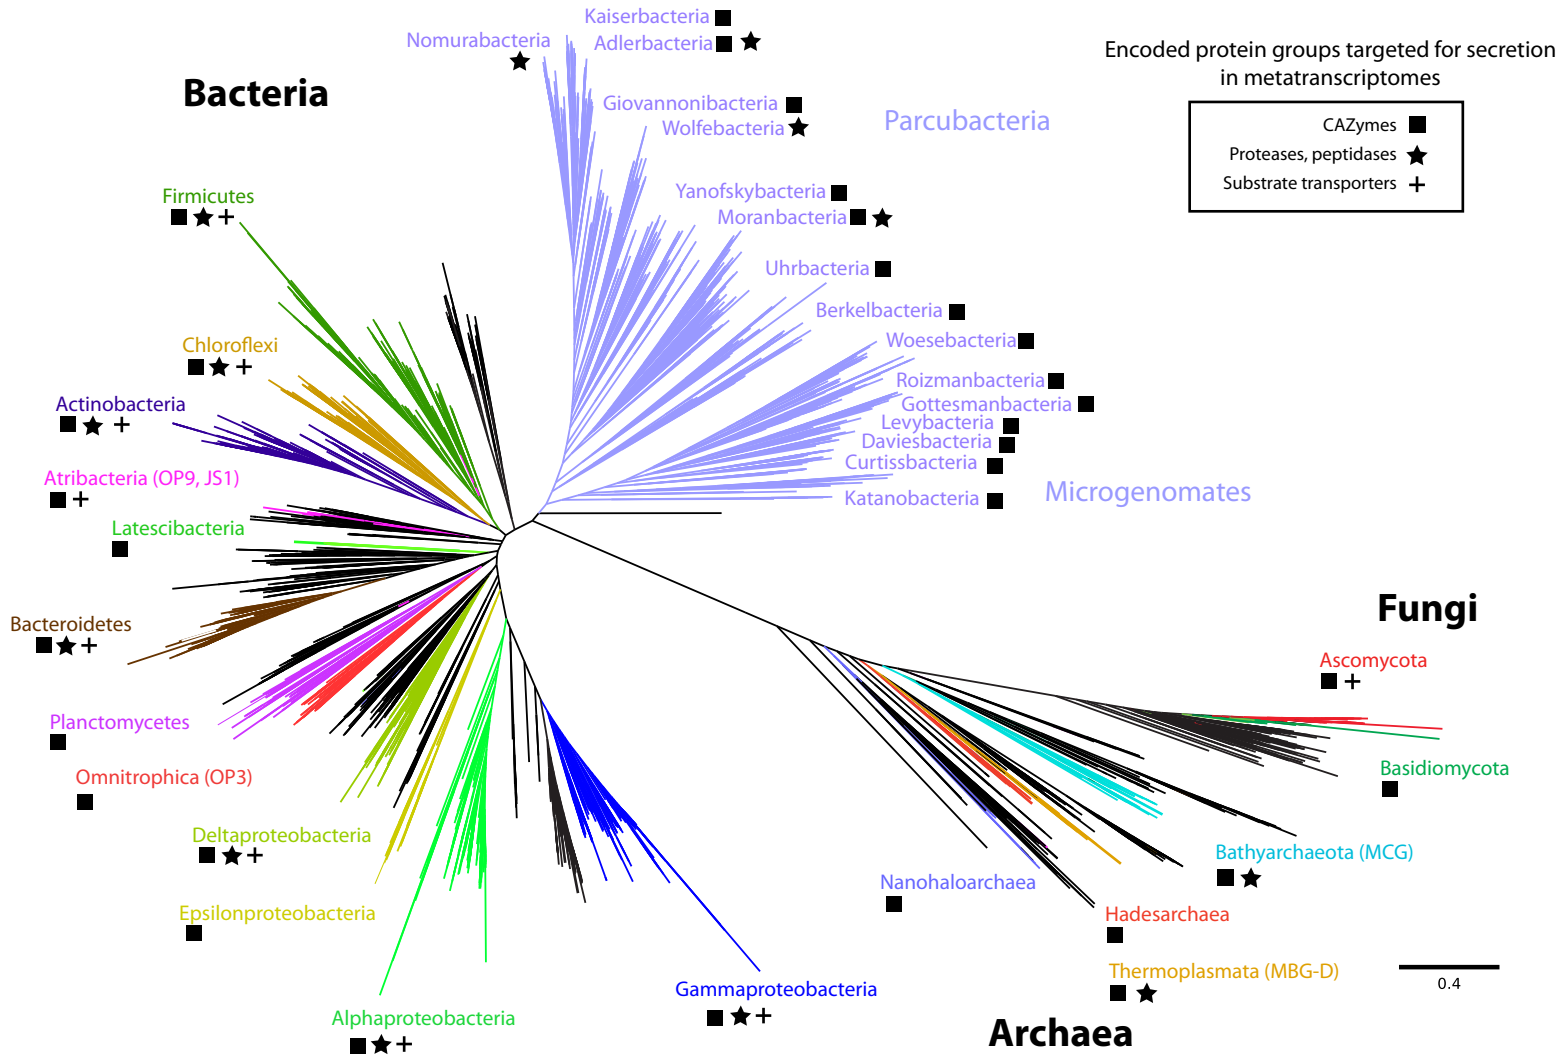 Kaiserbacteria
Nomurabacteria
Adlerbacteria
Encoded protein groups targeted for secretion
in metatranscriptomes
Bacteria
Giovannonibacteria
Wolfebacteria
Parcubacteria
CAZymes
Proteases, peptidases
Substrate transporters
Firmicutes
Yanofskybacteria
Moranbacteria
Uhrbacteria
Berkelbacteria
Chloroflexi
Woesebacteria
Roizmanbacteria
Actinobacteria
Gottesmanbacteria
Levybacteria
Daviesbacteria
Curtissbacteria
Atribacteria (OP9, JS1)
Microgenomates
Katanobacteria
Latescibacteria
Bacteroidetes
Fungi
Ascomycota
Planctomycetes
Basidiomycota
Omnitrophica (OP3)
Deltaproteobacteria
Bathyarchaeota (MCG)
Nanohaloarchaea
Epsilonproteobacteria
Hadesarchaea
Thermoplasmata (MBG-D)
0.4
Gammaproteobacteria
Alphaproteobacteria
Archaea